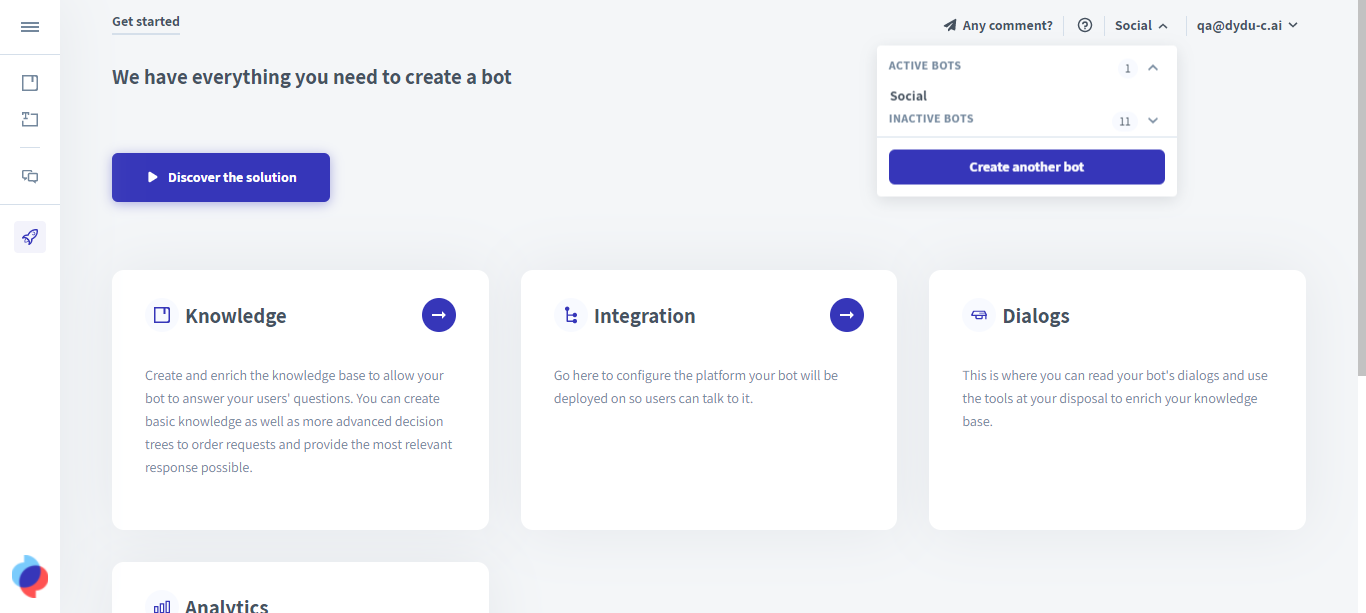 Get started
Any comment?
Social
qa@dydu-c.ai
We have everything you need to create a bot
ACTIVE BOTS 1
Social
INACTIVE BOTS 11
Create another bot
Discover the solution
Knowledge
Create and enrich the knowledge base to allow your
bot to answer your users' questions. You can create
basic knowledge as well as more advanced decision
trees to order requests and provide the most relevant
response possible.
Integration
Go here to configure the platform your bot will be
deployed on so users can talk to it.
Dialogs
This is where you can read your bot's dialogs and use
the tools at your disposal to enrich your knowledge
base.
Analytics